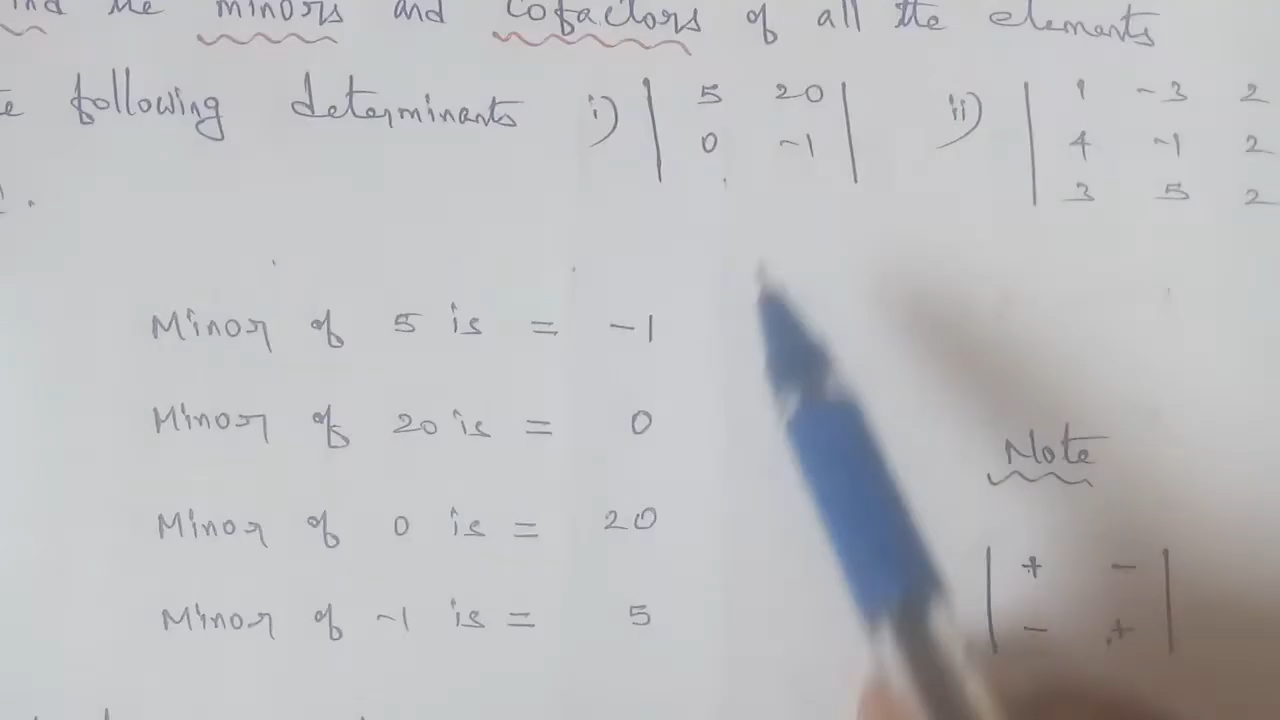 the minors and cofactors of all the elements
following determinants i) | 5 20 | ii) | 1 -3 2
| 0 -1 | | 4 -1 2
3 5 2
Minor of 5 is = -1
Minor of 20 is = 0
Note
Minor of 0 is = 20
| + - |
Minor of -1 is = 5
| - + |